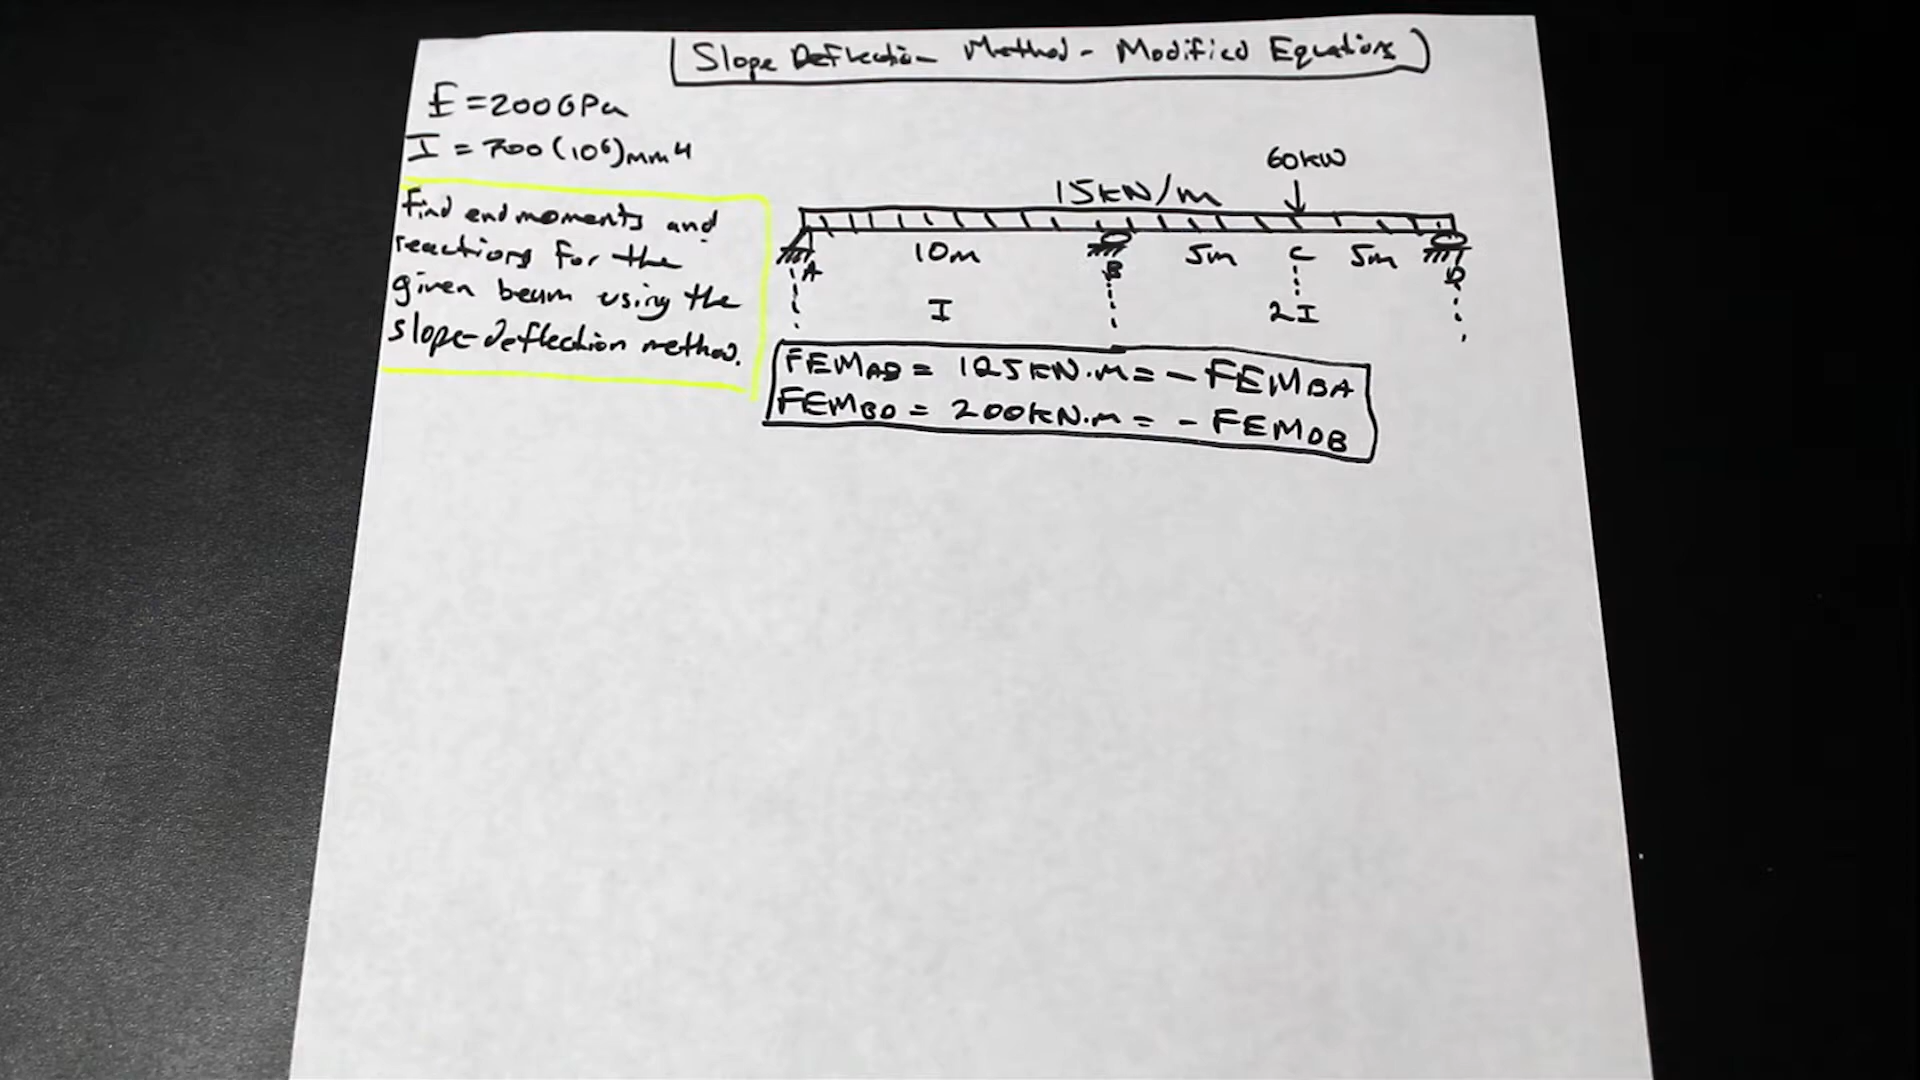 Slope Deflection Method - Modified Equations
E = 200GPa
I = 700(10⁶)mm⁴
Find end moments and
reactions for the
given beam using the
slope-deflection method.
60kN
15kN/m
10m
5m
C
5m
A
B
D
I
2I
FEMAB = 125kN.m = - FEMBA
FEMBD = 200kN.m = - FEMDB